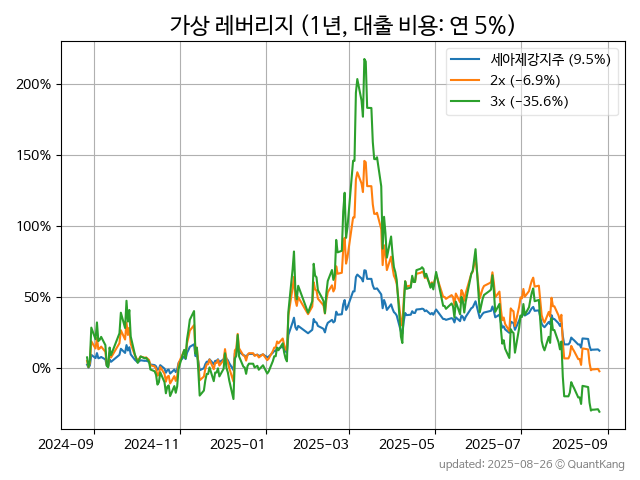 가상 레버리지 (1년, 대출 비용: 연 5%)
세아제강지주 (9.5%)
2x (−6.9%)
3x (−35.6%)
200%
150%
100%
50%
0%
2024-09 2024-11 2025-01 2025-03 2025-05 2025-07 2025-09
updated: 2025-08-26 © QuantKang